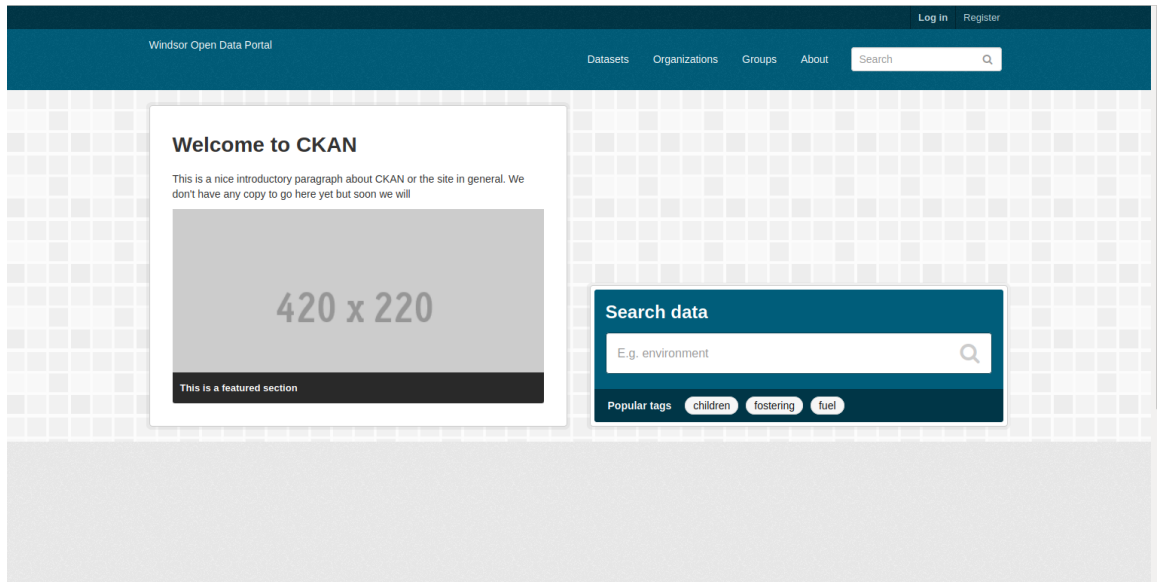 Log in Register
Windsor Open Data Portal
Datasets Organizations Groups About Search
Welcome to CKAN
This is a nice introductory paragraph about CKAN or the site in general. We
don't have any copy to go here yet but soon we will
420 x 220
This is a featured section
Search data
E.g. environment
Popular tags children fostering fuel